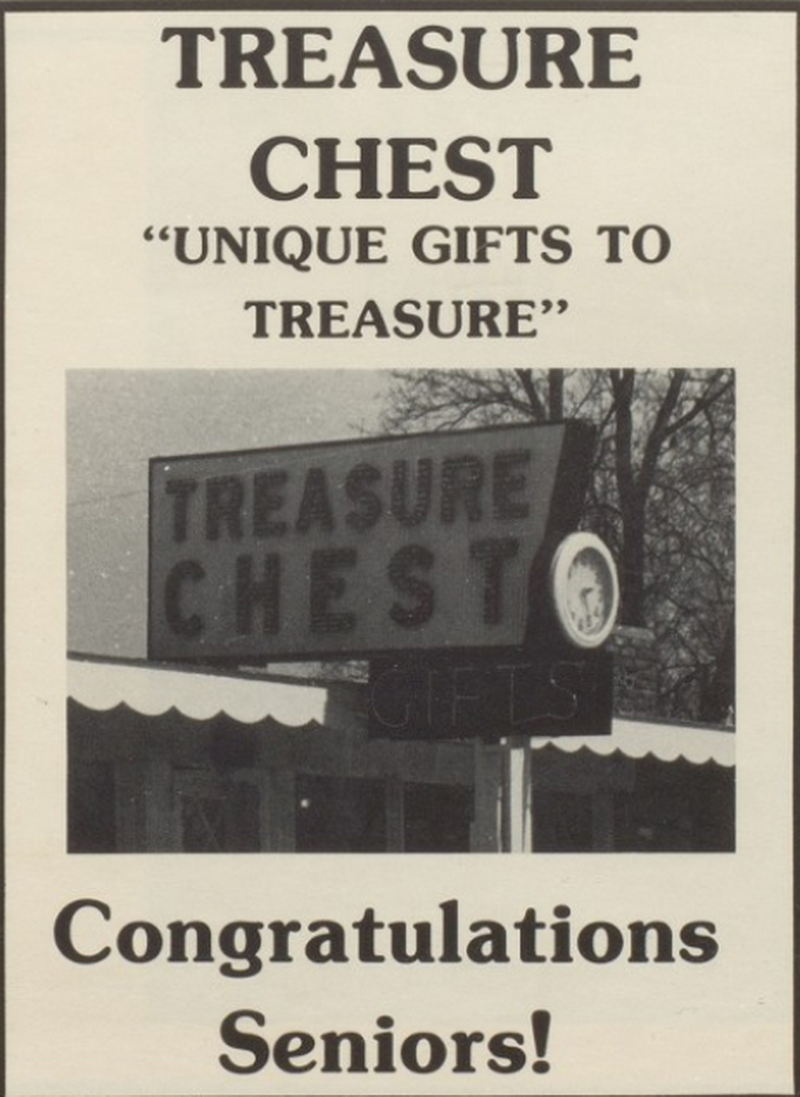 TREASURE
CHEST
“UNIQUE GIFTS TO
TREASURE”
TREASURE
CHEST
GIFTS
Congratulations
Seniors!